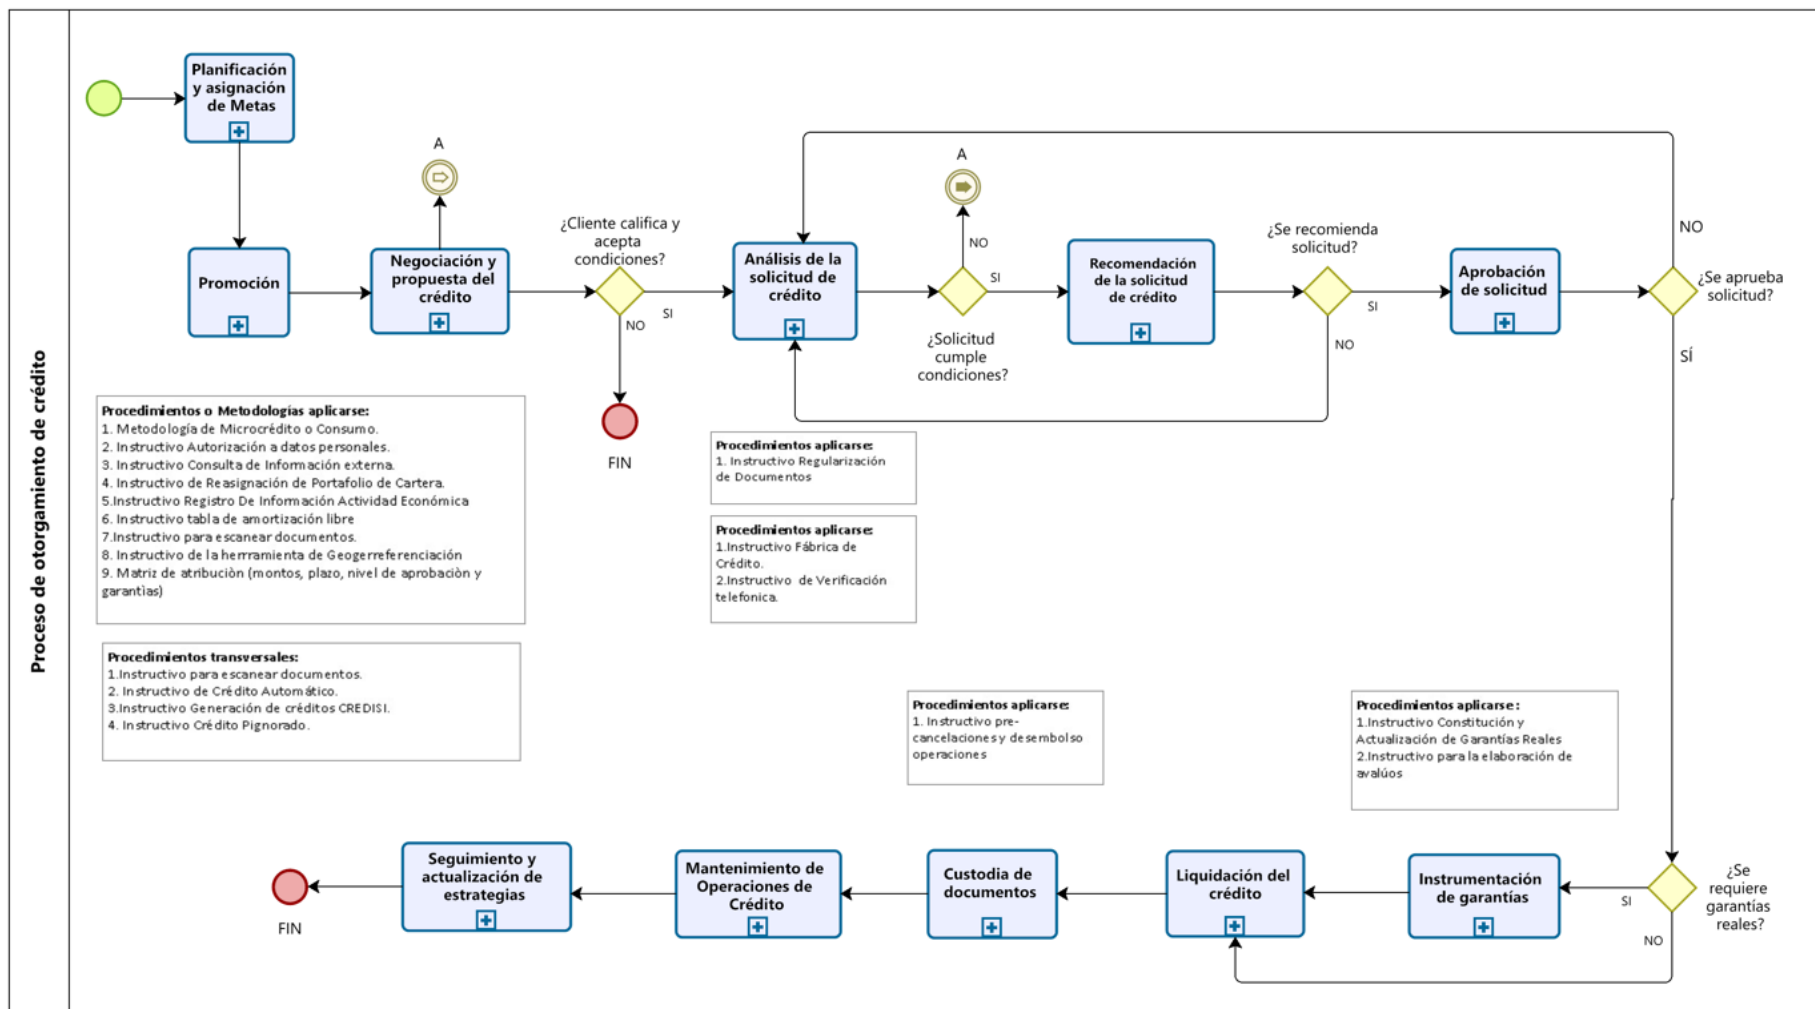 Proceso de otorgamiento de crédito
Planificación
y asignación
de Metas
A
Promoción
Negociación y
propuesta del
crédito
¿Cliente califica y
acepta
condiciones?
SI
NO
FIN
Análisis de la
solicitud de
crédito
A
NO
SI
¿Solicitud
cumple
condiciones?
Recomendación
de la solicitud
de crédito
¿Se recomienda
solicitud?
SI
NO
Aprobación
de solicitud
NO
¿Se aprueba
solicitud?
SÍ
Procedimientos o Metodologías aplicarse:
1. Metodología de Microcrédito o Consumo.
2. Instructivo Autorización a datos personales.
3. Instructivo Consulta de Información externa.
4. Instructivo de Reasignación de Portafolio de Cartera.
5.Instructivo Registro De Información Actividad Económica
6. Instructivo tabla de amortización libre
7.Instructivo para escanear documentos.
8. Instructivo de la herrramienta de Geogerreferenciación
9. Matriz de atribuciòn (montos, plazo, nivel de aprobaciòn y
garantìas)
Procedimientos aplicarse:
1. Instructivo Regularización
de Documentos
Procedimientos aplicarse:
1.Instructivo Fábrica de
Crédito.
2.Instructivo de Verificación
telefonica.
Procedimientos transversales:
1.Instructivo para escanear documentos.
2. Instructivo de Crédito Automático.
3.Instructivo Generación de créditos CREDISI.
4. Instructivo Crédito Pignorado.
Procedimientos aplicarse:
1. Instructivo pre-
cancelaciones y desembolso
operaciones
Procedimientos aplicarse :
1.Instructivo Constitución y
Actualización de Garantías Reales
2.Instructivo para la elaboración de
avalúos
¿Se
requiere
garantías
reales?
SI
NO
Instrumentación
de garantías
Liquidación del
crédito
Custodia de
documentos
Mantenimiento de
Operaciones de
Crédito
Seguimiento y
actualización de
estrategias
FIN